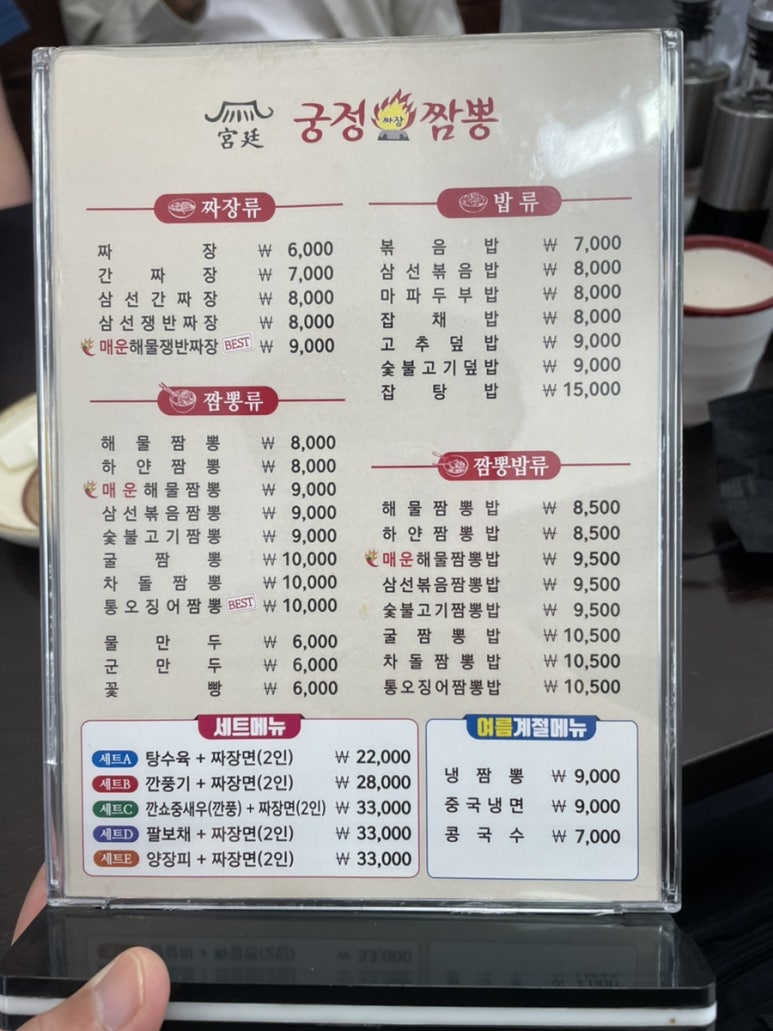 宮廷 궁정 짜장 짬뽕
짜장류
짜장 ₩ 6,000
간짜장 ₩ 7,000
삼선간짜장 ₩ 8,000
삼선쟁반짜장 ₩ 8,000
매운해물쟁반짜장 BEST ₩ 9,000
짬뽕류
해물짬뽕 ₩ 8,000
하얀짬뽕 ₩ 8,000
매운해물짬뽕 ₩ 9,000
삼선볶음짬뽕 ₩ 9,000
숯불고기짬뽕 ₩ 9,000
굴짬뽕 ₩ 10,000
차돌짬뽕 ₩ 10,000
통오징어짬뽕 BEST ₩ 10,000
물만두 ₩ 6,000
군만두 ₩ 6,000
꽃빵 ₩ 6,000
밥류
볶음밥 ₩ 7,000
삼선볶음밥 ₩ 8,000
마파두부밥 ₩ 8,000
잡채밥 ₩ 8,000
고추덮밥 ₩ 9,000
숯불고기덮밥 ₩ 9,000
잡탕밥 ₩ 15,000
짬뽕밥류
해물짬뽕밥 ₩ 8,500
하얀짬뽕밥 ₩ 8,500
매운해물짬뽕밥 ₩ 9,500
삼선볶음짬뽕밥 ₩ 9,500
숯불고기짬뽕밥 ₩ 9,500
굴짬뽕밥 ₩ 10,500
차돌짬뽕밥 ₩ 10,500
통오징어짬뽕밥 ₩ 10,500
세트메뉴
세트A 탕수육 + 짜장면(2인) ₩ 22,000
세트B 깐풍기 + 짜장면(2인) ₩ 28,000
세트C 깐쇼중새우(깐풍) + 짜장면(2인) ₩ 33,000
세트D 팔보채 + 짜장면(2인) ₩ 33,000
세트E 양장피 + 짜장면(2인) ₩ 33,000
여름계절메뉴
냉짬뽕 ₩ 9,000
중국냉면 ₩ 9,000
콩국수 ₩ 7,000